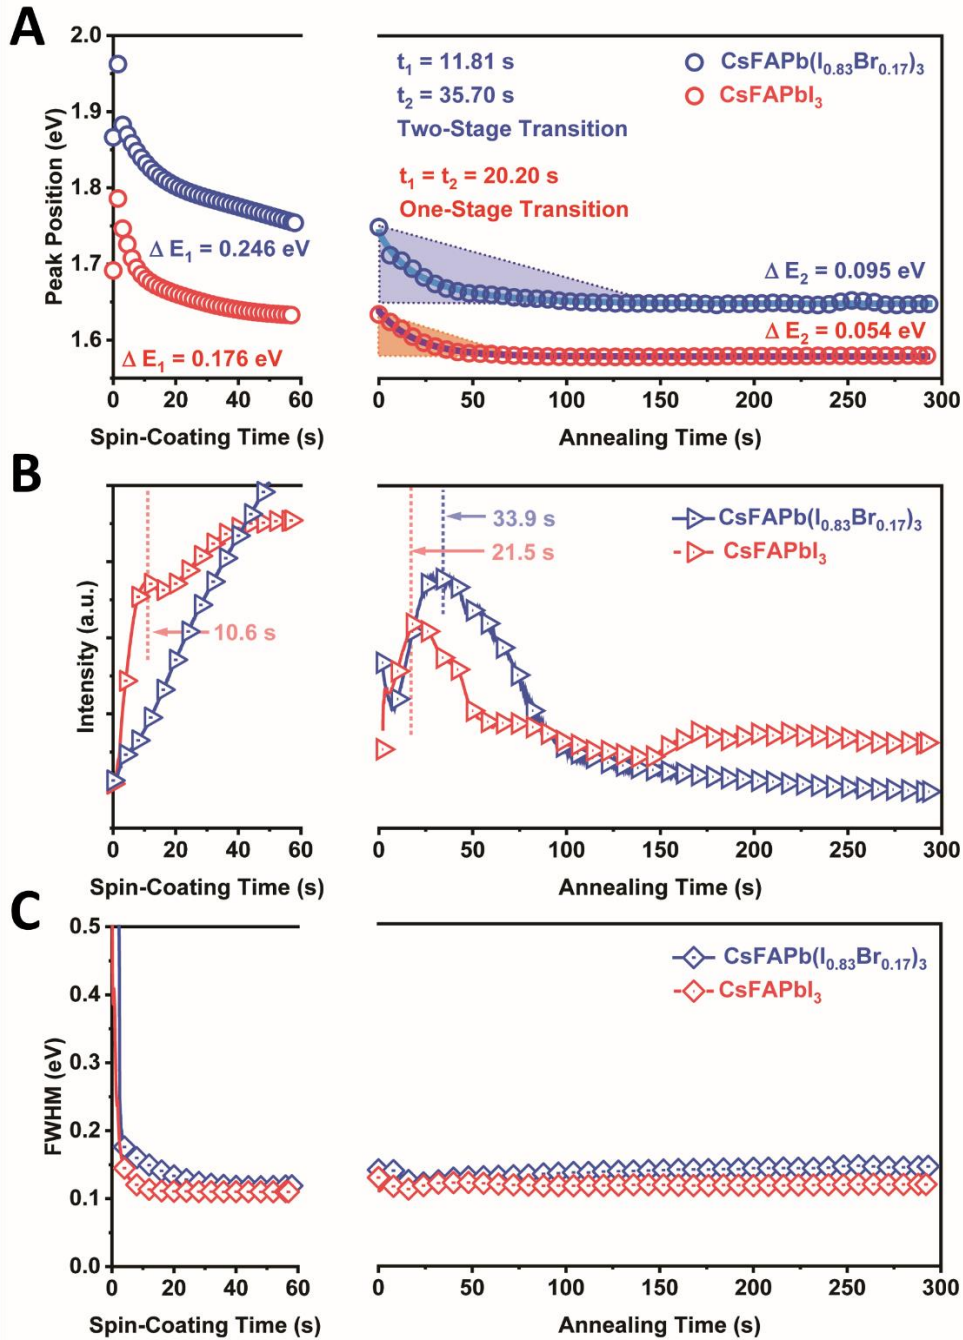 A
Peak Position (eV)
2.0
1.9
1.8
1.7
1.6
Δ E₁ = 0.246 eV
Δ E₁ = 0.176 eV
0 20 40 60
Spin-Coating Time (s)
t₁ = 11.81 s
t₂ = 35.70 s
Two-Stage Transition
t₁ = t₂ = 20.20 s
One-Stage Transition
CsFAPb(I₀.₈₃Br₀.₁₇)₃
CsFAPbI₃
Δ E₂ = 0.095 eV
Δ E₂ = 0.054 eV
0 50 100 150 200 250 300
Annealing Time (s)
B
Intensity (a.u.)
10.6 s
0 20 40 60
Spin-Coating Time (s)
33.9 s
21.5 s
CsFAPb(I₀.₈₃Br₀.₁₇)₃
CsFAPbI₃
0 50 100 150 200 250 300
Annealing Time (s)
C
FWHM (eV)
0.5
0.4
0.3
0.2
0.1
0.0
0 20 40 60
Spin-Coating Time (s)
CsFAPb(I₀.₈₃Br₀.₁₇)₃
CsFAPbI₃
0 50 100 150 200 250 300
Annealing Time (s)